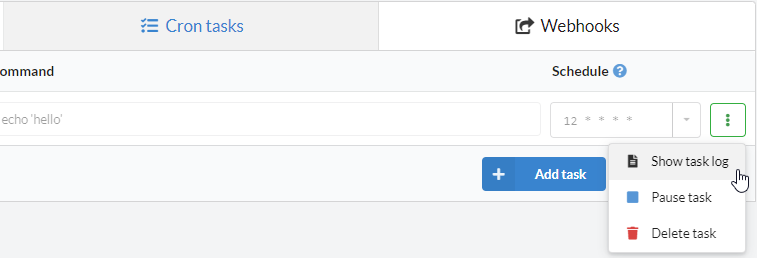 Cron tasks
Webhooks
ommand
Schedule ?
echo 'hello'
12 * * * *
Add task
Show task log
Pause task
Delete task